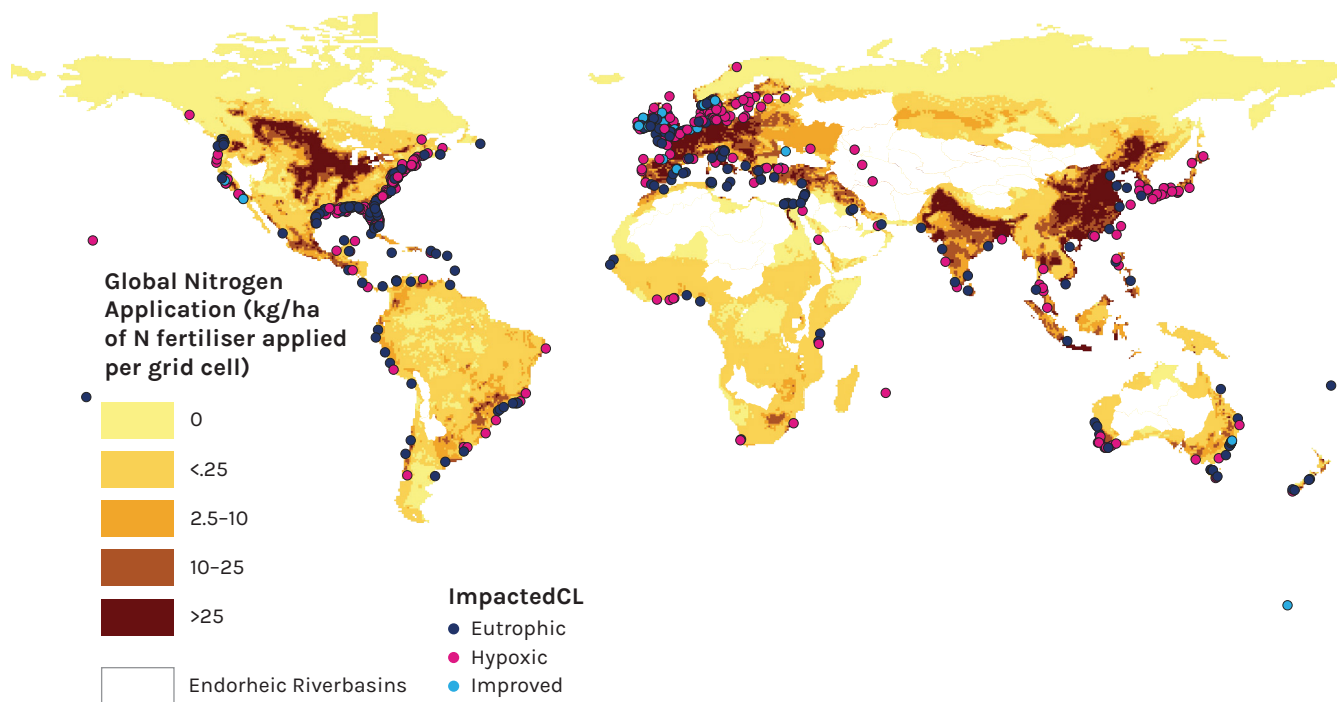 Global Nitrogen
Application (kg/ha
of N fertiliser applied
per grid cell)
0
<.25
2.5–10
10–25
>25
Endorheic Riverbasins
ImpactedCL
Eutrophic
Hypoxic
Improved